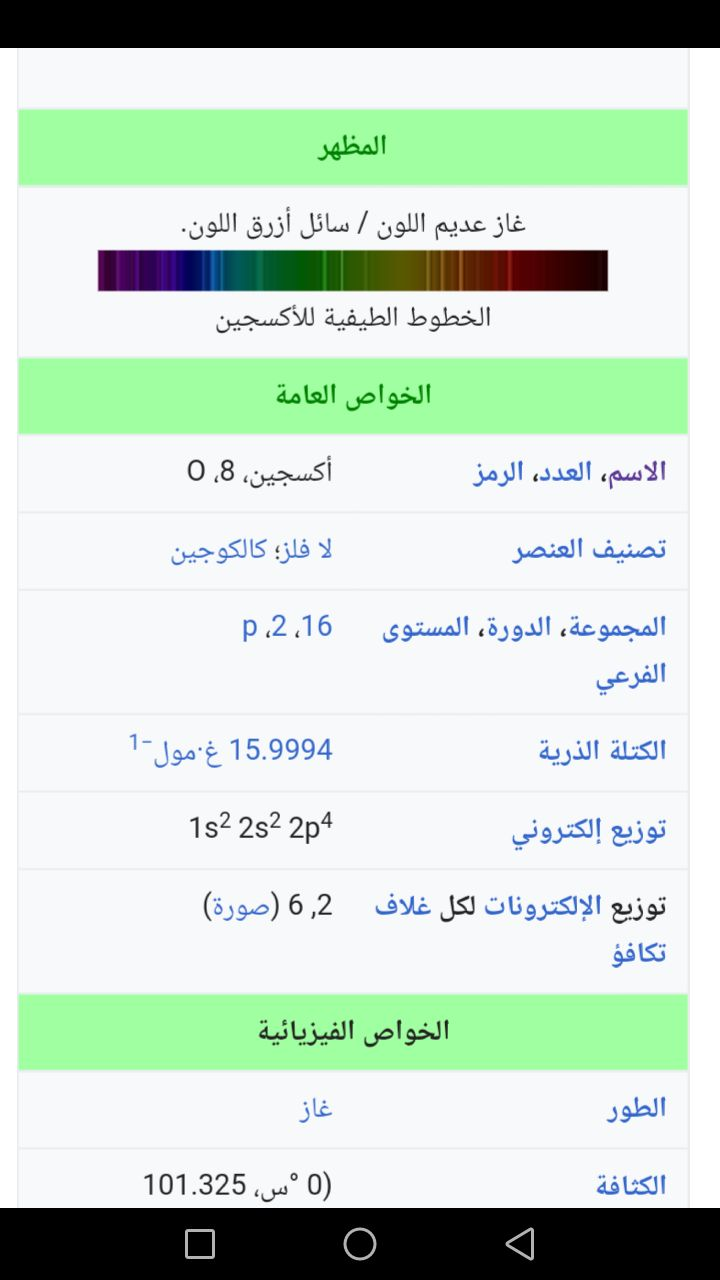 المظهر
غاز عديم اللون / سائل أزرق اللون.
الخطوط الطيفية للأكسجين
الخواص العامة
الاسم، العدد، الرمز أكسجين، 8، O
تصنيف العنصر لا فلز؛ كالكوجين
المجموعة، الدورة، المستوى الفرعي 16، 2، p
الكتلة الذرية 15.9994 غ·مول⁻¹
توزيع إلكتروني 1s² 2s² 2p⁴
توزيع الإلكترونات لكل غلاف تكافؤ 2, 6 (صورة)
الخواص الفيزيائية
الطور غاز
الكثافة (0 °س، 101.325